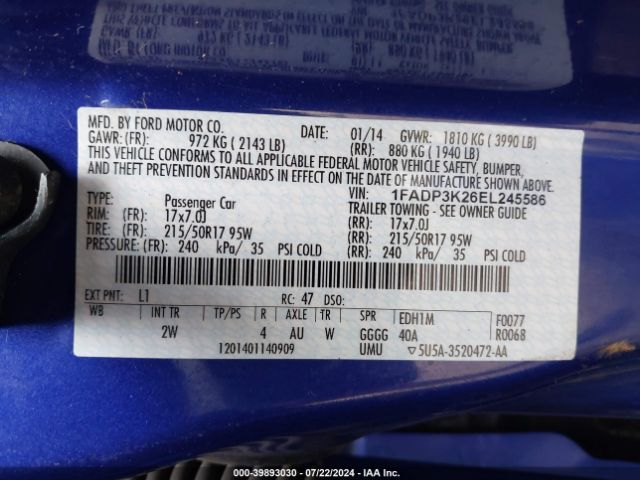 MFD. BY FORD MOTOR CO.
DATE: 01/14 GVWR: 1810 KG ( 3990 LB)
GAWR: (FR): 972 KG ( 2143 LB) (RR): 880 KG ( 1940 LB)
THIS VEHICLE CONFORMS TO ALL APPLICABLE FEDERAL MOTOR VEHICLE SAFETY, BUMPER,
AND THEFT PREVENTION STANDARDS IN EFFECT ON THE DATE OF MANUFACTURE SHOWN ABOVE.
VIN: 1FADP3K26EL245586
TYPE: Passenger Car TRAILER TOWING - SEE OWNER GUIDE
RIM: (FR) 17x7.0J (RR) 17x7.0J
TIRE: (FR) 215/50R17 95W (RR) 215/50R17 95W
PRESSURE: (FR) 240 kPa/ 35 PSI COLD (RR) 240 kPa/ 35 PSI COLD
EXT PNT: L1 RC: 47 DSO:
WB INT TR TP/PS R AXLE TR SPR EDH1M F0077
2W 4 AU W GGGG 40A R0068
1201401140909 UMU ▽5U5A-3520472-AA
000-39893030 | 07/22/2024 | IAA Inc.